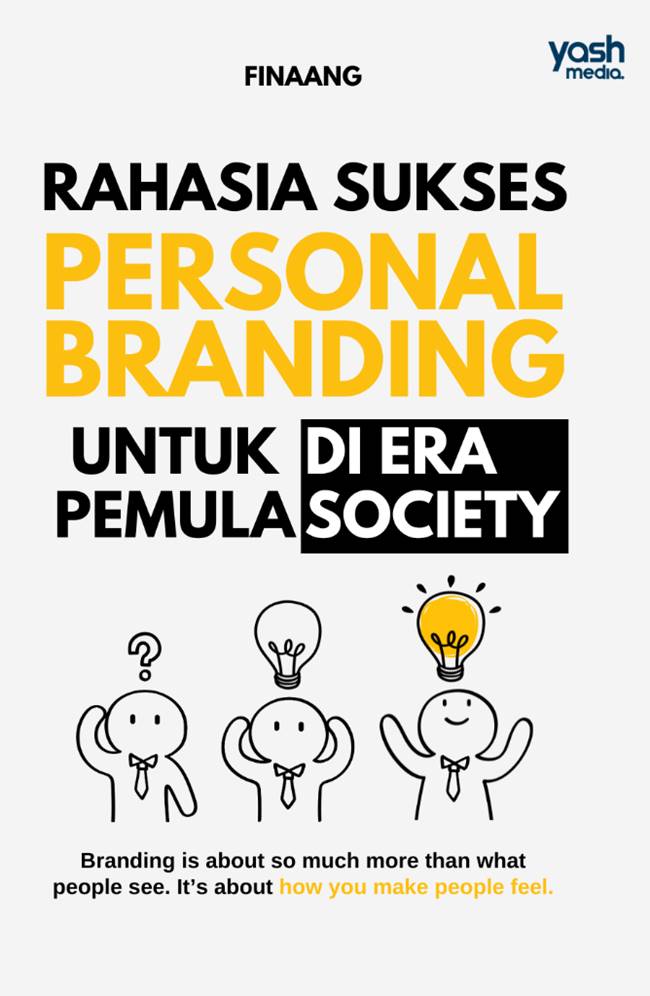 yash
media.
FINAANG
RAHASIA SUKSES
PERSONAL
BRANDING
UNTUK DI ERA
PEMULA SOCIETY
?
Branding is about so much more than what
people see. It's about how you make people feel.